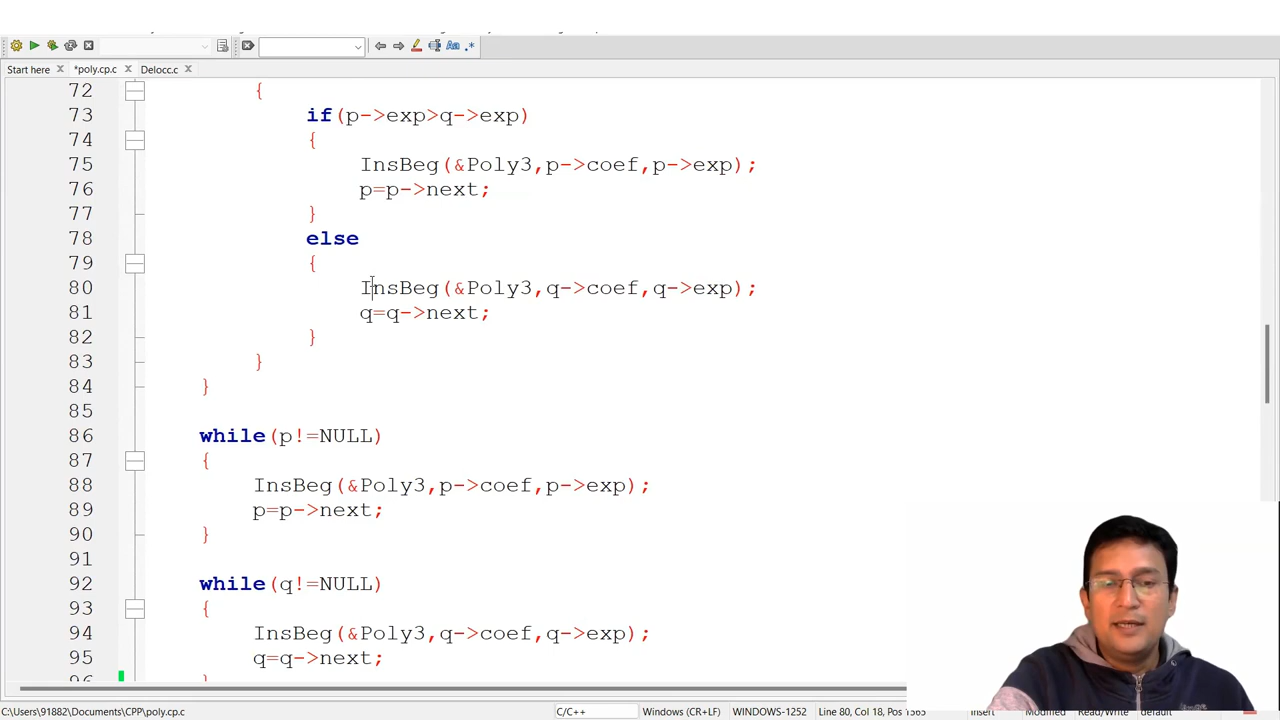 Start here
*poly.cp.c
Delocc.c
72 {
73 if(p->exp>q->exp)
74 {
75 InsBeg(&Poly3,p->coef,p->exp);
76 p=p->next;
77 }
78 else
79 {
80 InsBeg(&Poly3,q->coef,q->exp);
81 q=q->next;
82 }
83 }
84 }
85
86 while(p!=NULL)
87 {
88 InsBeg(&Poly3,p->coef,p->exp);
89 p=p->next;
90 }
91
92 while(q!=NULL)
93 {
94 InsBeg(&Poly3,q->coef,q->exp);
95 q=q->next;
96 }
C:\Users\91882\Documents\CPP\poly.cp.c
C/C++
Windows (CR+LF)
WINDOWS-1252
Line 80, Col 18, Pos 1565
Insert
Modified
Read/Write
default